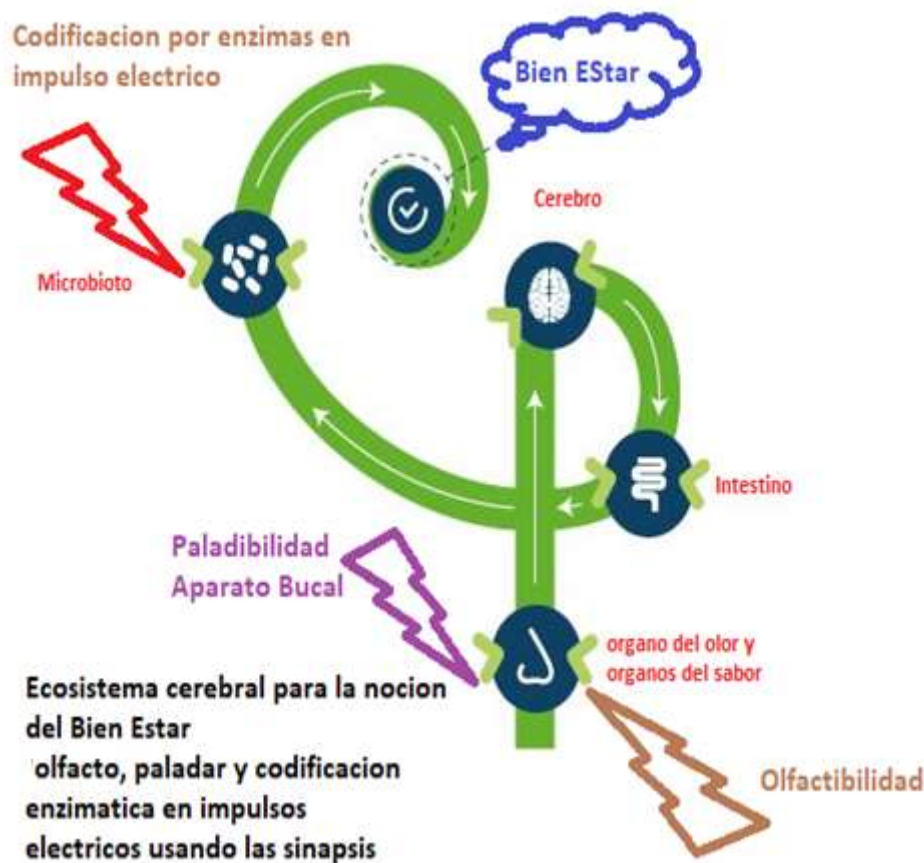 Codificacion por enzimas en
impulso electrico
Bien EStar
Cerebro
Microbioto
Intestino
Paladibilidad
Aparato Bucal
organo del olor y
organos del sabor
Ecosistema cerebral para la nocion
del Bien Estar
olfacto, paladar y codificacion
enzimatica en impulsos
electricos usando las sinapsis
Olfactibilidad